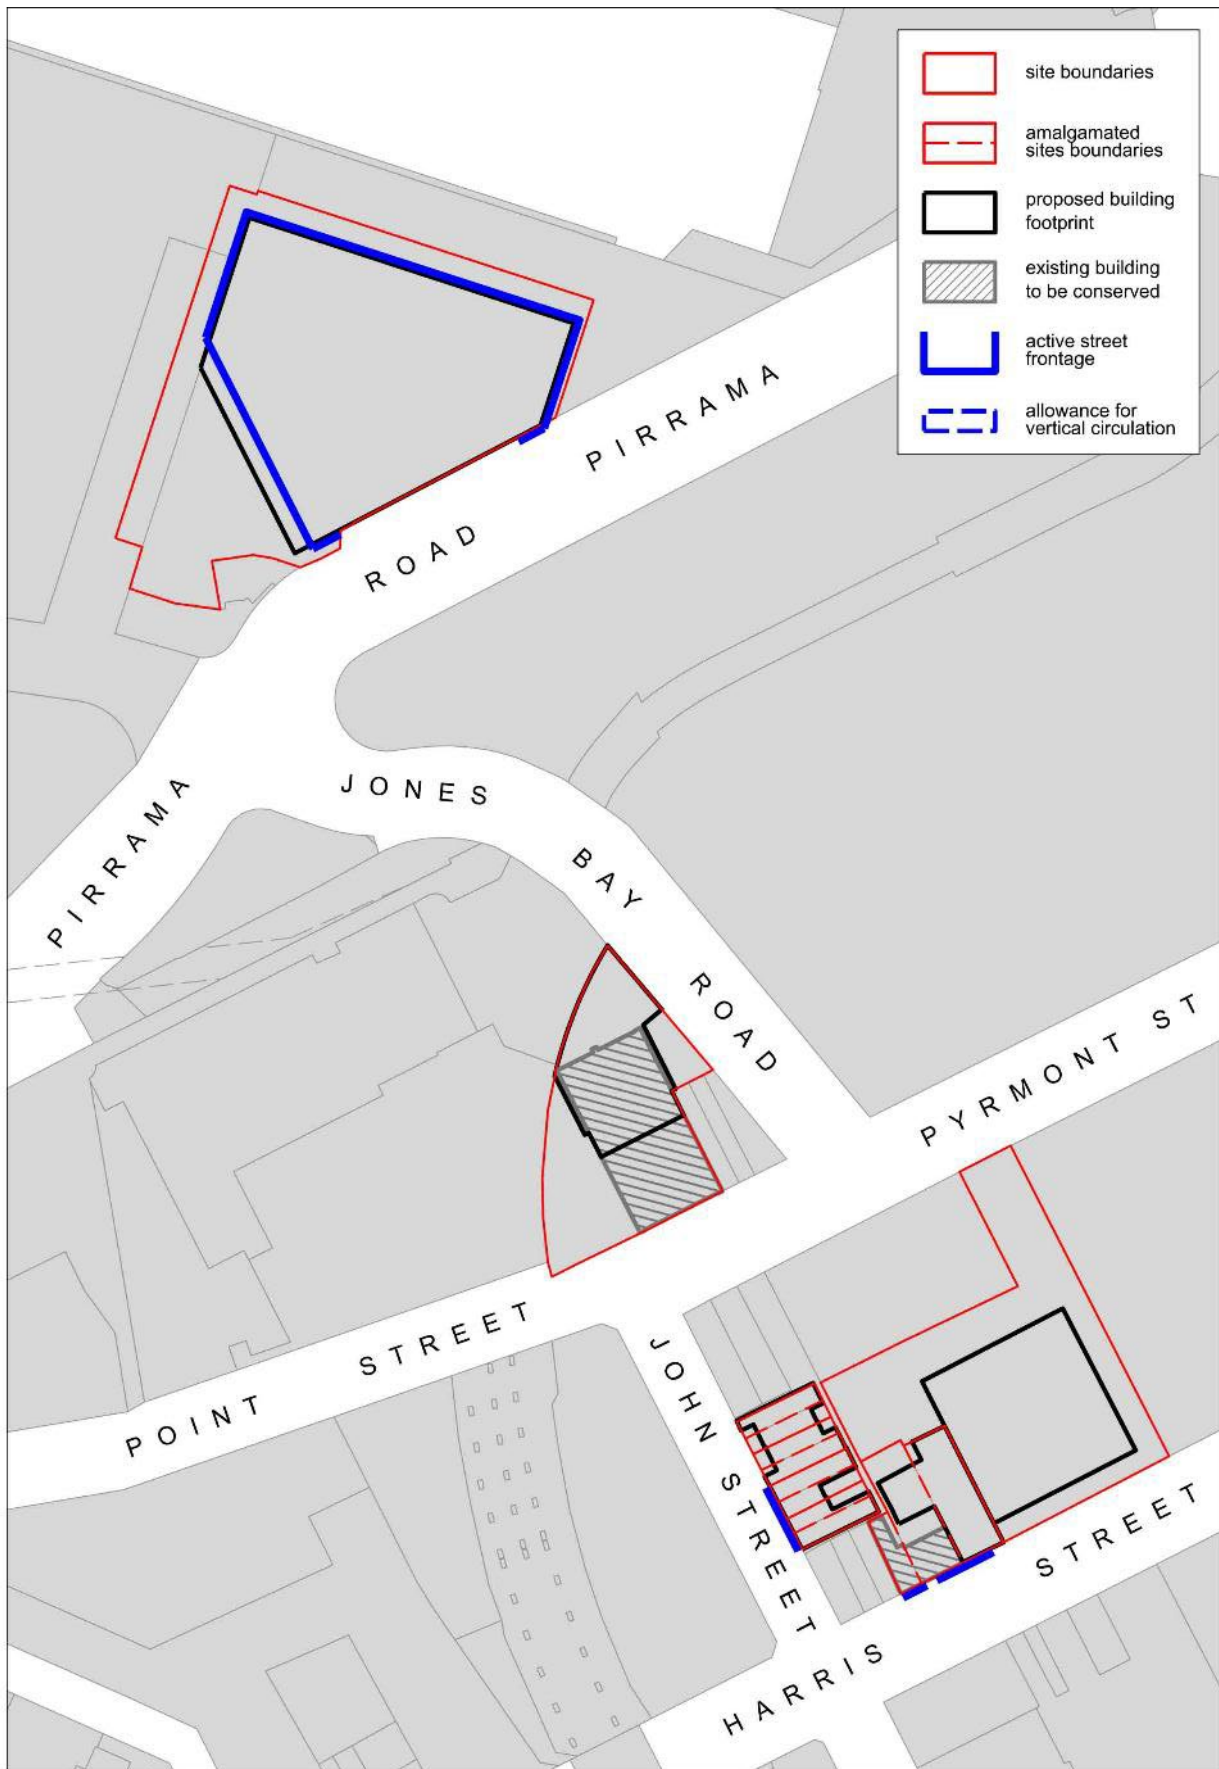 site boundaries
amalgamated
sites boundaries
proposed building
footprint
existing building
to be conserved
active street
frontage
allowance for
vertical circulation
PIRRAMA
ROAD
JONES
BAY
ROAD
PIRRAMA
PYRMONT ST
POINT STREET
JOHN STREET
HARRIS STREET